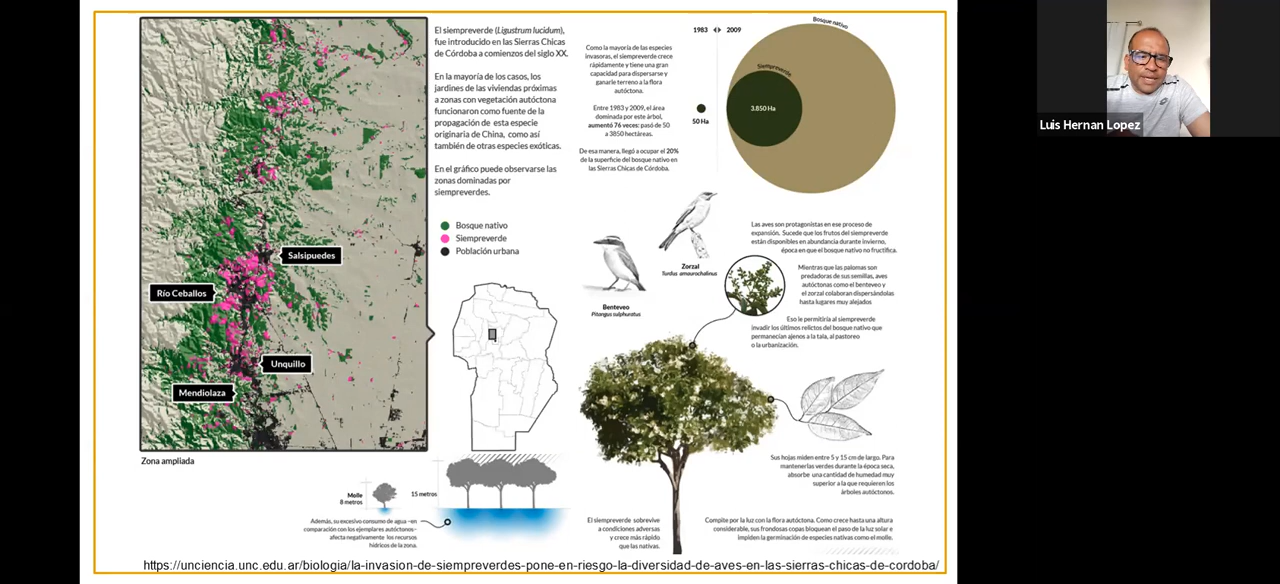 El siempreverde (Ligustrum lucidum),
fue introducido en las Sierras Chicas
de Córdoba a comienzos del siglo XX.
En la mayoría de los casos, los
jardines de las viviendas próximas
a zonas con vegetación autóctona
funcionaron como fuente de la
propagación de esta especie
originaria de China, como así
también de otras especies exóticas.
En el gráfico puede observarse las
zonas dominadas por
siempreverdes.
Bosque nativo
Siempreverde
Población urbana
Salsipuedes
Río Ceballos
Unquillo
Mendiolaza
Zona ampliada
Como la mayoría de las especies
invasoras, el siempreverde crece
rápidamente y tiene una gran
capacidad para dispersarse y
ganarle terreno a la flora
autóctona.
Entre 1983 y 2009, el área
dominada por este árbol,
aumentó 76 veces: pasó de 50
a 3850 hectáreas.
De esa manera, llegó a ocupar el 20%
de la superficie del bosque nativo en
las Sierras Chicas de Córdoba.
1983 2009
50 Ha
Bosque nativo
Siempreverde
3.850 Ha
Zorzal
Turdus amaurochalinus
Benteveo
Pitangus sulphuratus
Las aves son protagonistas en ese proceso de
expansión. Sucede que los frutos del siempreverde
están disponibles en abundancia durante invierno,
época en que el bosque nativo no fructifica.
Mientras que las palomas son
predadoras de sus semillas, aves
autóctonas como el benteveo y
el zorzal colaboran dispersándolas
hasta lugares muy alejados
Eso le permitiría al siempreverde
invadir los últimos relictos del bosque nativo que
permanecían ajenos a la tala, al pastoreo
o la urbanización.
Sus hojas miden entre 5 y 15 cm de largo. Para
mantenerlas verdes durante la época seca,
absorbe una cantidad de humedad muy
superior a la que requieren los
árboles autóctonos.
Molle
8 metros
15 metros
Además, su excesivo consumo de agua -en
comparación con los ejemplares autóctonos-
afecta negativamente los recursos
hídricos de la zona.
El siempreverde sobrevive
a condiciones adversas
y crece más rápido
que las nativas.
Compite por la luz con la flora autóctona. Como crece hasta una altura
considerable, sus frondosas copas bloquean el paso de la luz solar e
impiden la germinación de especies nativas como el molle.
https://unciencia.unc.edu.ar/biologia/la-invasion-de-siempreverdes-pone-en-riesgo-la-diversidad-de-aves-en-las-sierras-chicas-de-cordoba/
Luis Hernan Lopez